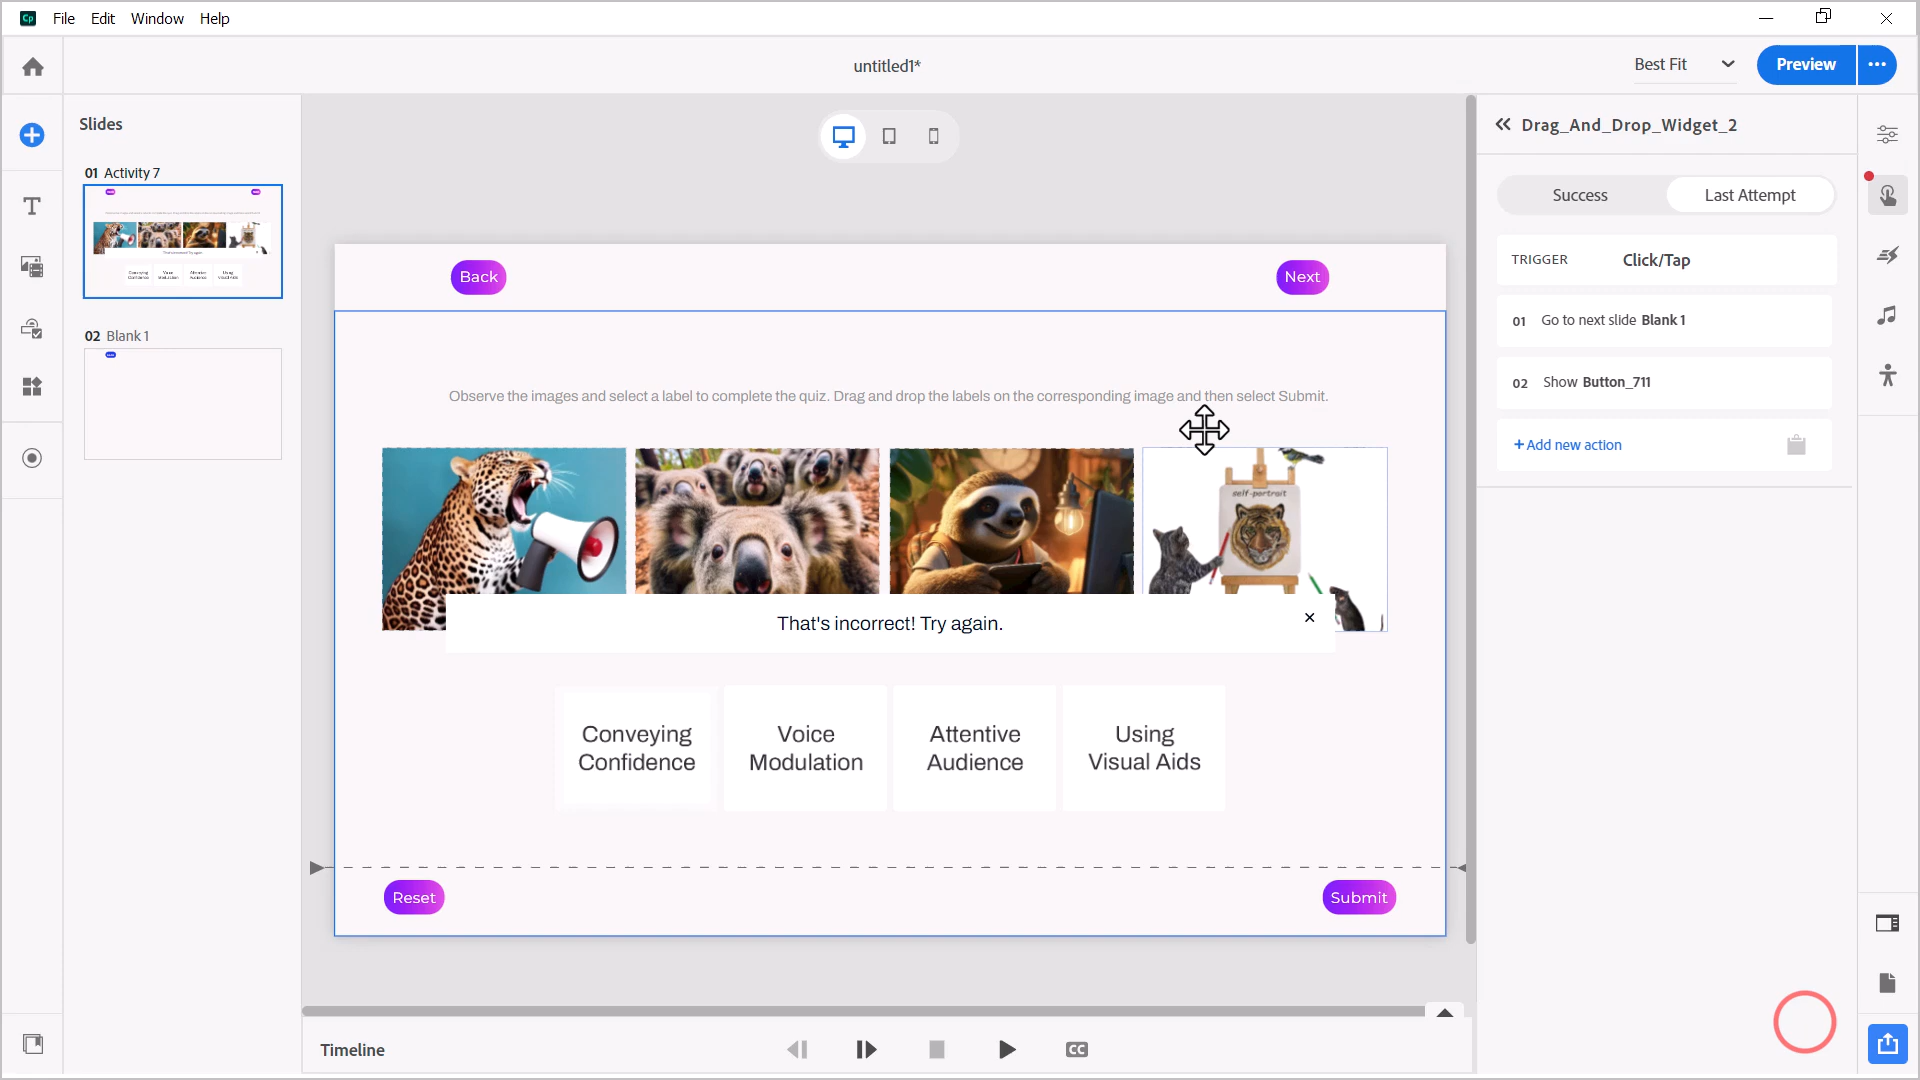 Cp File Edit Window Help
untitled1*
Best Fit
Preview
Slides
01 Activity 7
02 Blank 1
Back
Next
Observe the images and select a label to complete the quiz. Drag and drop the labels on the corresponding image and then select Submit.
self-portrait
That's incorrect! Try again.
Conveying
Confidence
Voice
Modulation
Attentive
Audience
Using
Visual Aids
Reset
Submit
Timeline
CC
Drag_And_Drop_Widget_2
Success
Last Attempt
TRIGGER Click/Tap
01 Go to next slide Blank 1
02 Show Button_711
+ Add new action